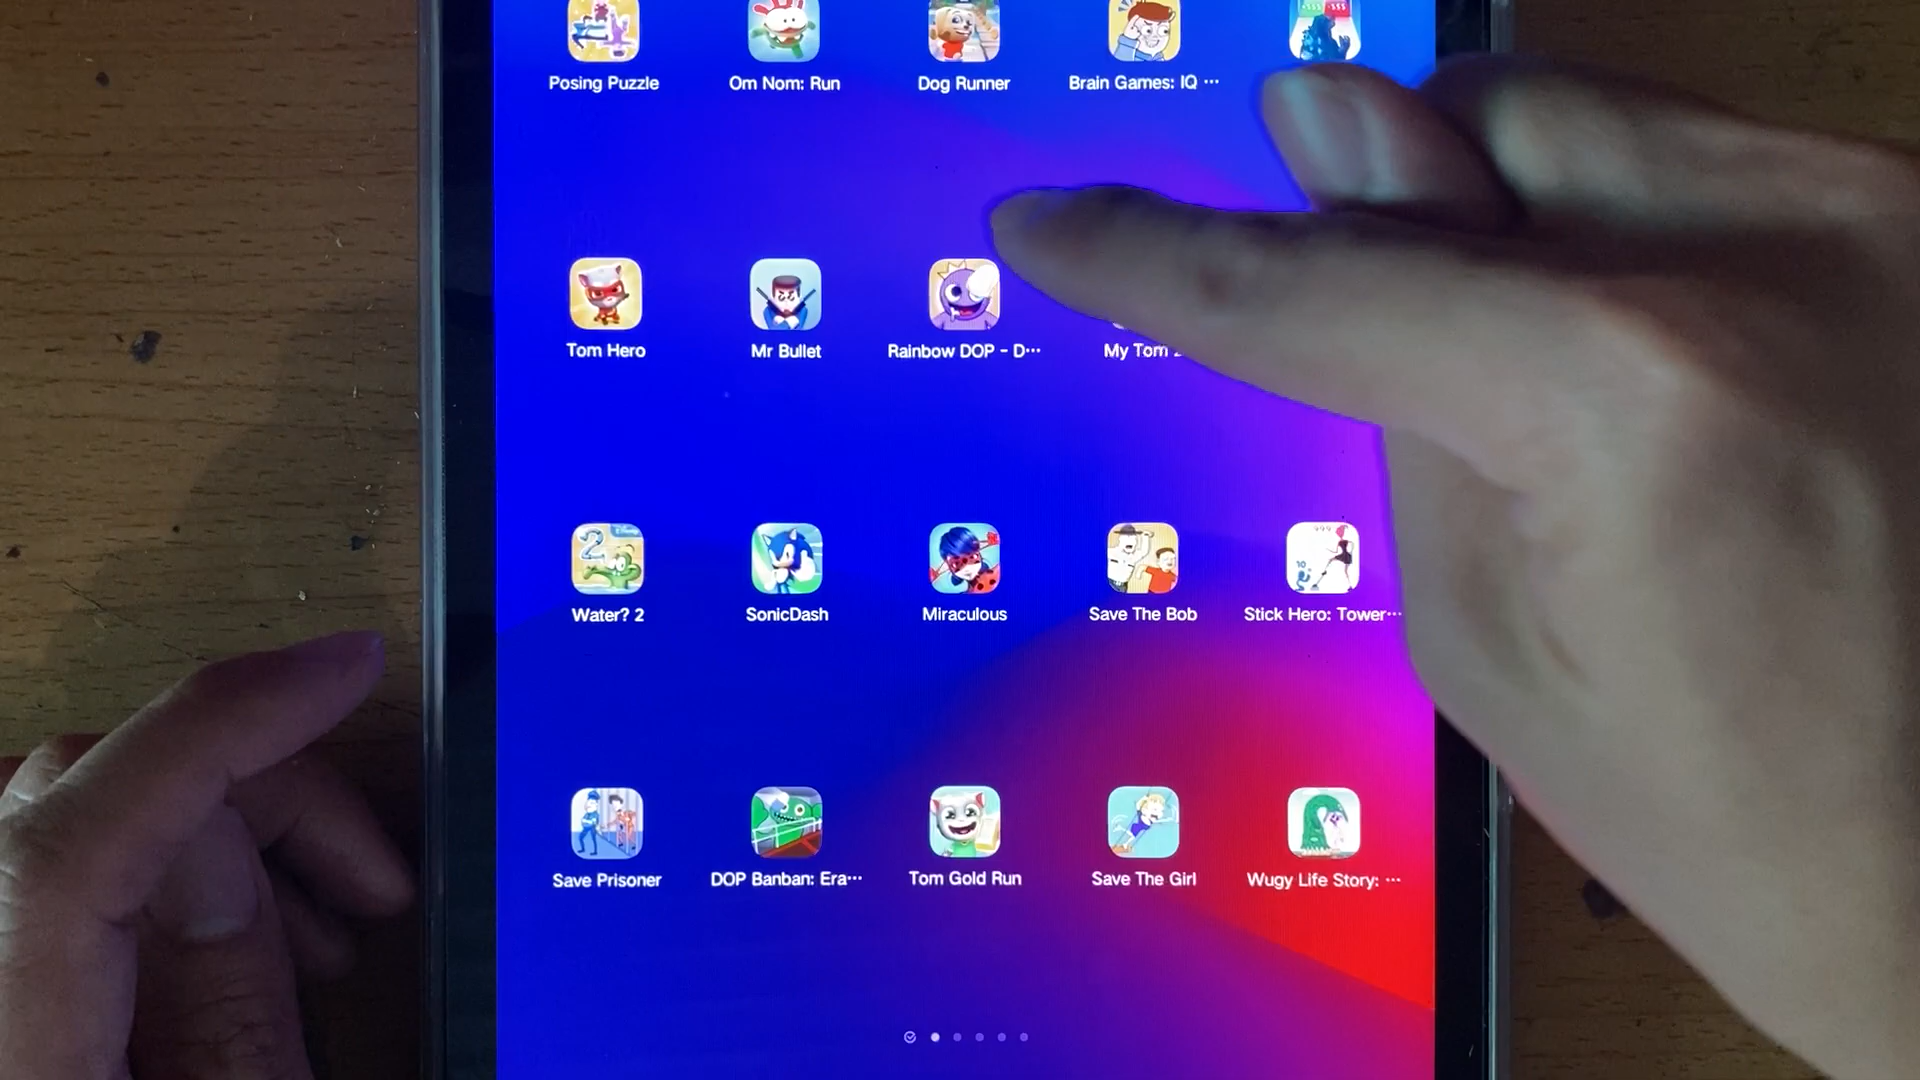 Posing Puzzle
Om Nom: Run
Dog Runner
Brain Games: IQ ···
Tom Hero
Mr Bullet
Rainbow DOP - D···
My Tom
Water? 2
SonicDash
Miraculous
Save The Bob
Stick Hero: Tower···
Save Prisoner
DOP Banban: Era···
Tom Gold Run
Save The Girl
Wugy Life Story: ···